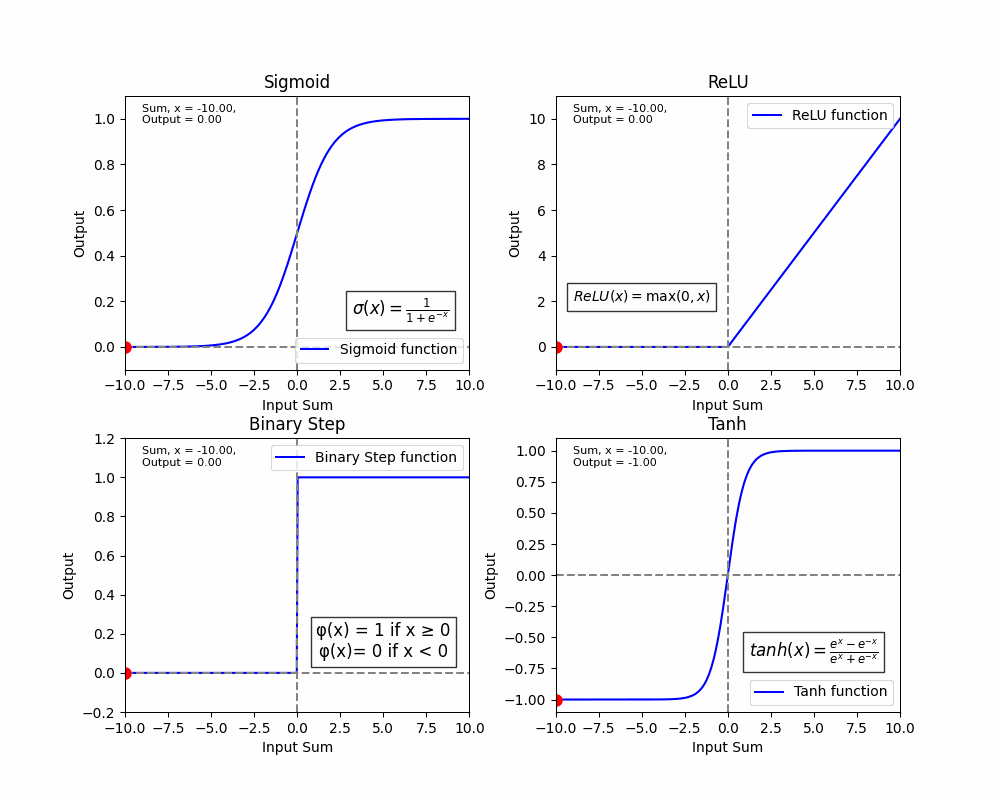 Sigmoid
Sum, x = -10.00,
Output = 0.00
1.0
0.8
0.6
0.4
0.2
0.0
Output
σ(x) = 1/(1 + e^{-x})
Sigmoid function
−10.0 −7.5 −5.0 −2.5 0.0 2.5 5.0 7.5 10.0
Input Sum
ReLU
Sum, x = -10.00,
Output = 0.00
ReLU function
10
8
6
4
2
0
Output
ReLU(x) = max(0, x)
−10.0 −7.5 −5.0 −2.5 0.0 2.5 5.0 7.5 10.0
Input Sum
Binary Step
Sum, x = -10.00,
Output = 0.00
Binary Step function
1.2
1.0
0.8
0.6
0.4
0.2
0.0
−0.2
Output
φ(x) = 1 if x ≥ 0
φ(x)= 0 if x < 0
−10.0 −7.5 −5.0 −2.5 0.0 2.5 5.0 7.5 10.0
Input Sum
Tanh
Sum, x = -10.00,
Output = -1.00
1.00
0.75
0.50
0.25
0.00
−0.25
−0.50
−0.75
−1.00
Output
tanh(x) = (e^x − e^{-x})/(e^x + e^{-x})
Tanh function
−10.0 −7.5 −5.0 −2.5 0.0 2.5 5.0 7.5 10.0
Input Sum